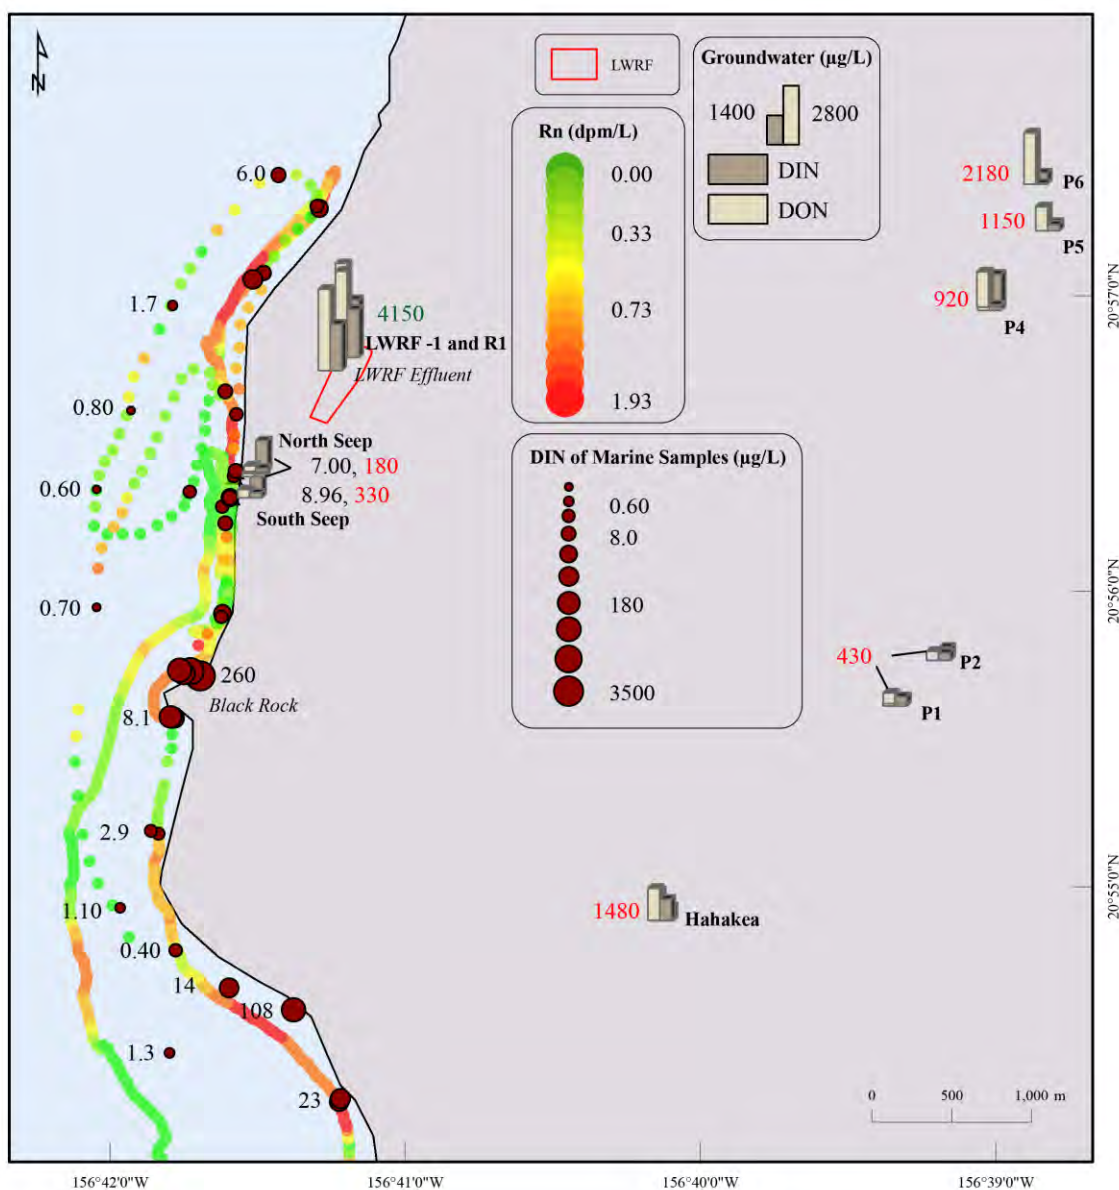 N
LWRF
Groundwater (µg/L)
1400
2800
DIN
DON
Rn (dpm/L)
0.00
0.33
0.73
1.93
DIN of Marine Samples (µg/L)
0.60
8.0
180
3500
6.0
1.7
0.80
0.60
0.70
4150
LWRF -1 and R1
LWRF Effluent
North Seep
7.00, 180
8.96, 330
South Seep
260
Black Rock
8.1
2.9
1.10
0.40
14
108
1.3
23
2180
P6
1150
P5
920
P4
430
P2
P1
1480
Hahakea
0 500 1,000 m
20°57'0"N
20°56'0"N
20°55'0"N
156°42'0"W 156°41'0"W 156°40'0"W 156°39'0"W